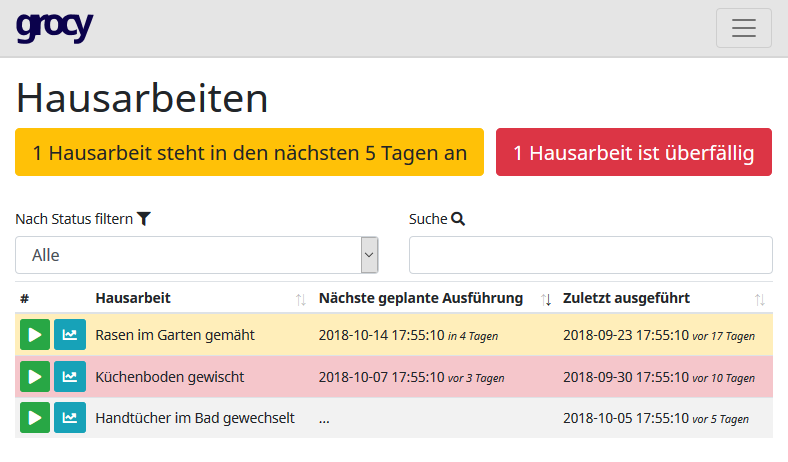 grocy
Hausarbeiten
1 Hausarbeit steht in den nächsten 5 Tagen an 1 Hausarbeit ist überfällig
Nach Status filtern Suche
Alle
# Hausarbeit Nächste geplante Ausführung Zuletzt ausgeführt
Rasen im Garten gemäht 2018-10-14 17:55:10 in 4 Tagen 2018-09-23 17:55:10 vor 17 Tagen
Küchenboden gewischt 2018-10-07 17:55:10 vor 3 Tagen 2018-09-30 17:55:10 vor 10 Tagen
Handtücher im Bad gewechselt ... 2018-10-05 17:55:10 vor 5 Tagen